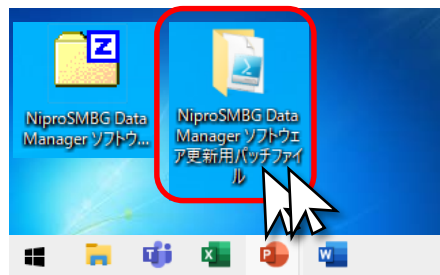 Z
NiproSMBG Data
Manager ソフトウ...
NiproSMBG Data
Manager ソフトウェ
ア更新用パッチファイ
ル